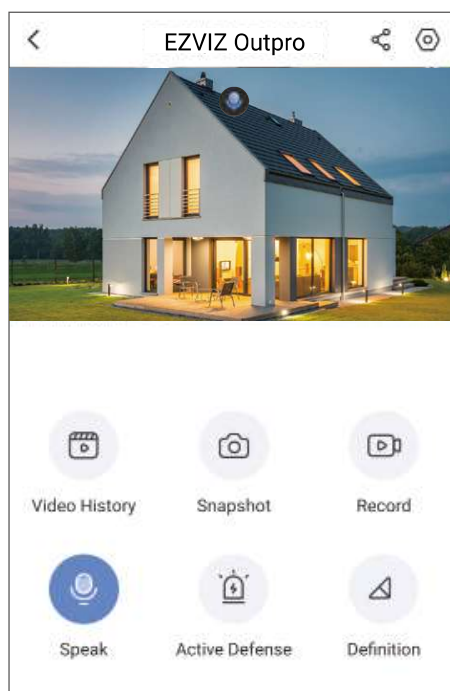 EZVIZ Outpro
Video History
Snapshot
Record
Speak
Active Defense
Definition